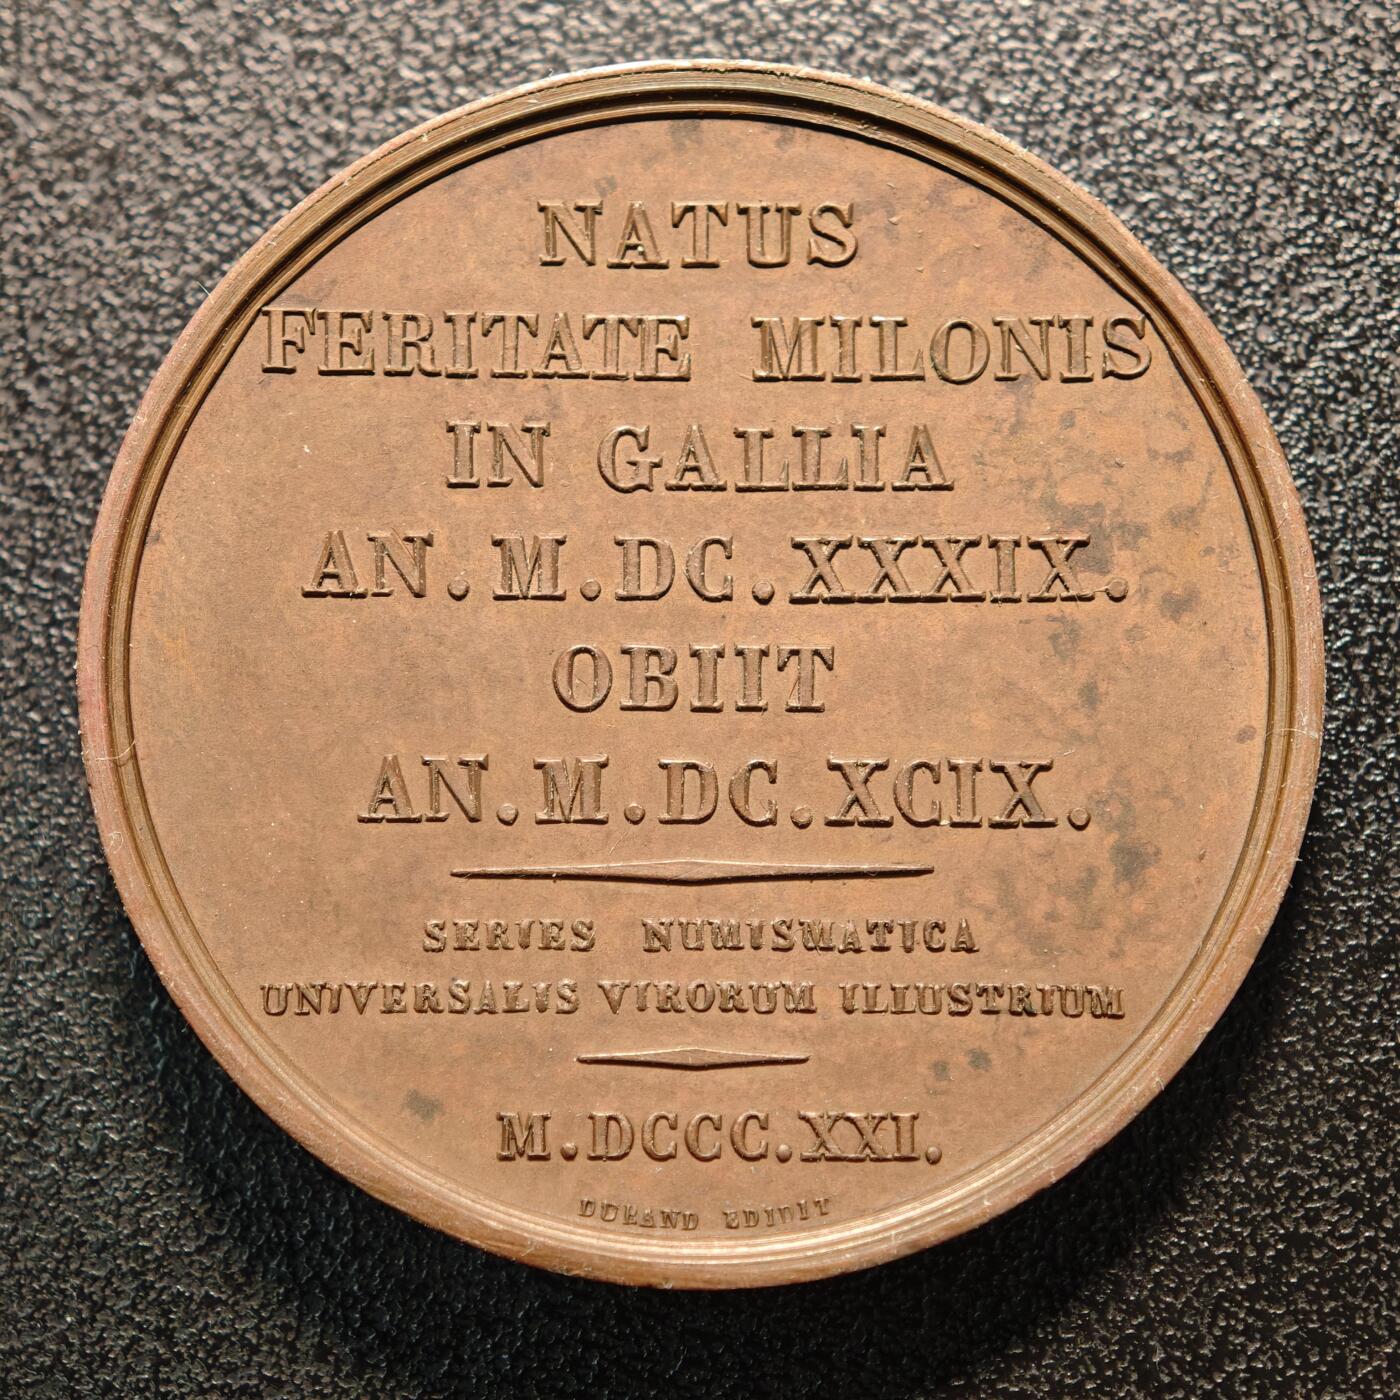 NATUS
FERITATE MILONIS
IN GALLIA
AN. M. DC. XXXIX.
OBIIT
AN. M. DC. XCIX.
SERIES NUMISMATICA
UNIVERSALIS VIRORUM ILLUSTRIUM
M. DCCC. XXI.
DURAND EDIDIT